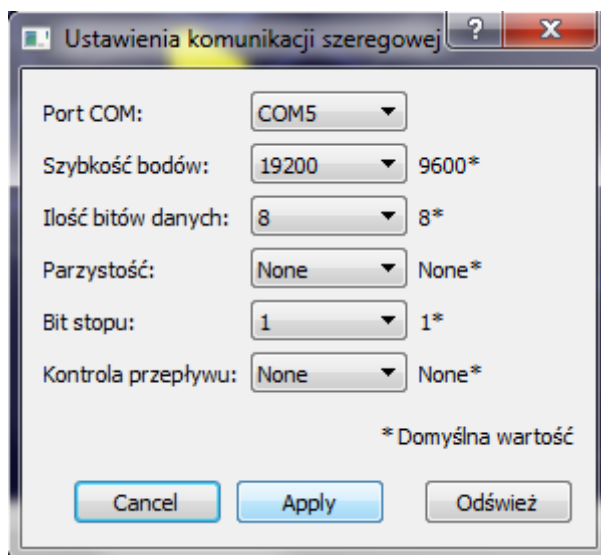 Ustawienia komunikacji szeregowej ? X
Port COM: COM5
Szybkość bodów: 19200 9600*
Ilość bitów danych: 8 8*
Parzystość: None None*
Bit stopu: 1 1*
Kontrola przepływu: None None*
* Domyślna wartość
Cancel Apply Odśwież